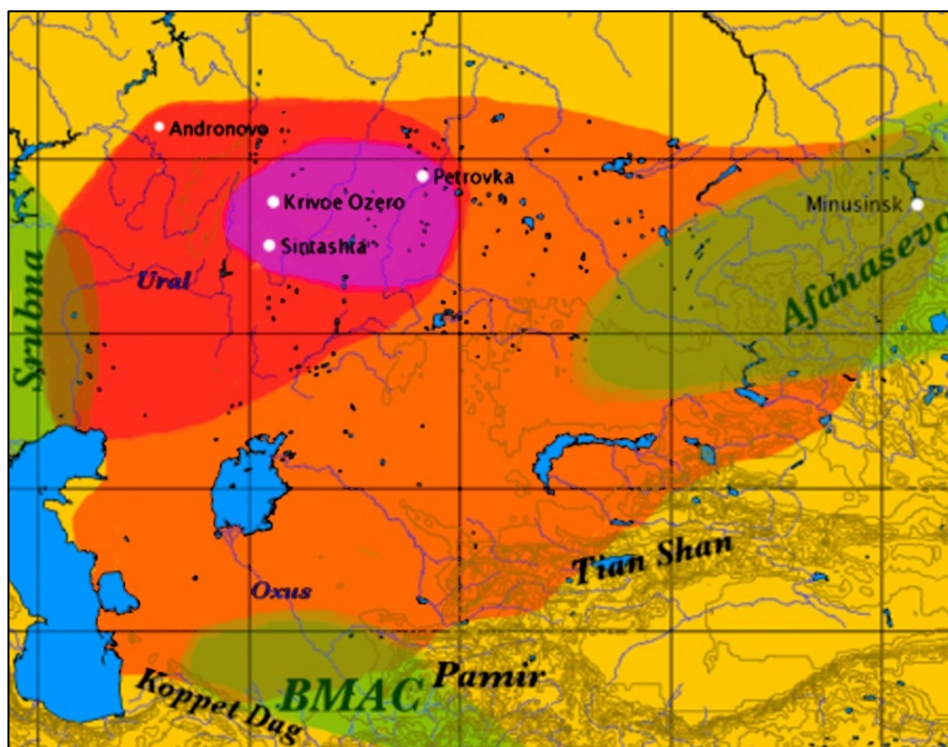 Andronovo
Petrovka
Krivoe Ozero
Minusinsk
Sintashta
Afanasevo
Ural
Srubna
Tian Shan
Oxus
Pamir
BMAC
Koppet Dag